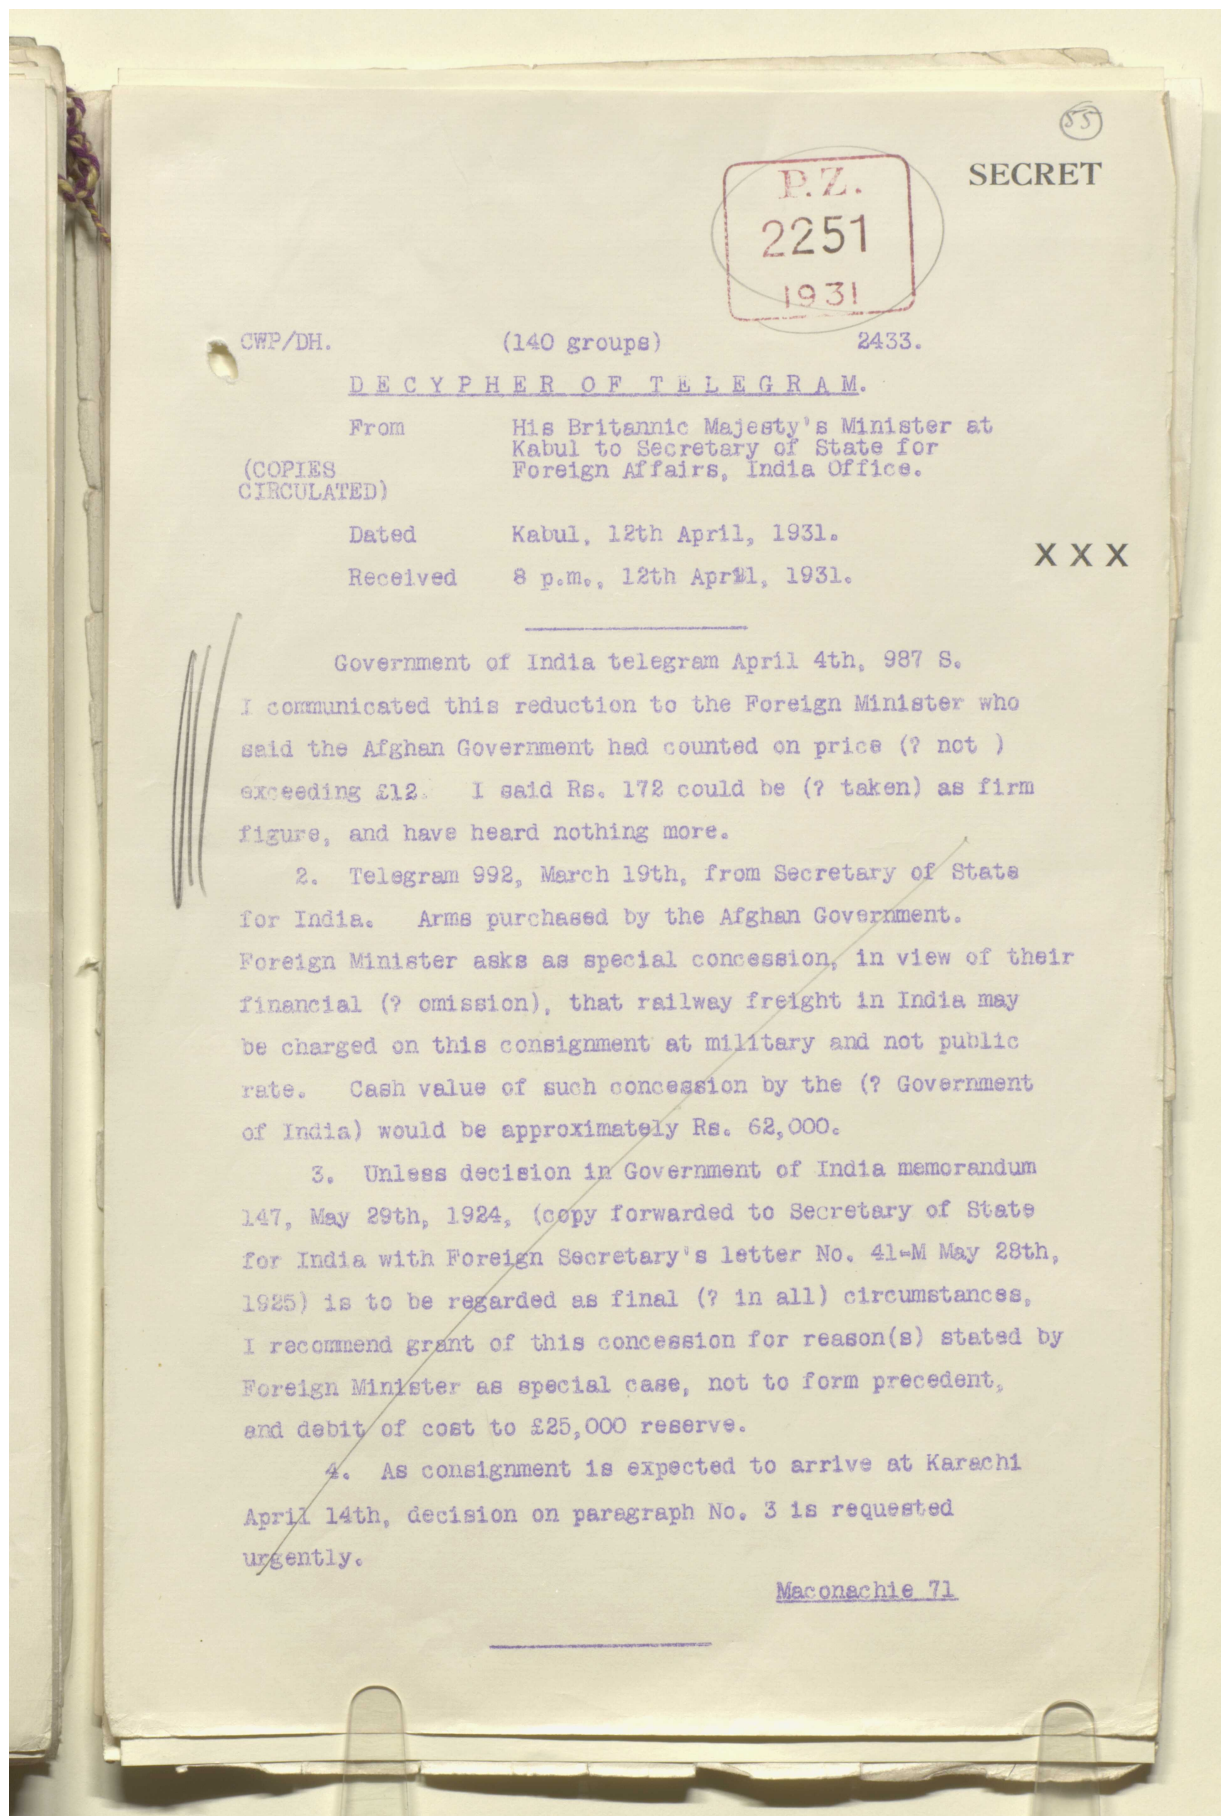 55
SECRET
P.Z.
2251
1931
CWP/DH. (140 groups) 2433.
DECYPHER OF TELEGRAM.
From His Britannic Majesty's Minister at
Kabul to Secretary of State for
(COPIES Foreign Affairs, India Office.
CIRCULATED)
Dated Kabul, 12th April, 1931.
X X X
Received 8 p.m., 12th April, 1931.
Government of India telegram April 4th, 987 S.
I communicated this reduction to the Foreign Minister who
said the Afghan Government had counted on price (? not )
exceeding £12. I said Rs. 172 could be (? taken) as firm
figure, and have heard nothing more.
2. Telegram 992, March 19th, from Secretary of State
for India. Arms purchased by the Afghan Government.
Foreign Minister asks as special concession, in view of their
financial (? omission), that railway freight in India may
be charged on this consignment at military and not public
rate. Cash value of such concession by the (? Government
of India) would be approximately Rs. 62,000.
3. Unless decision in Government of India memorandum
147, May 29th, 1924, (copy forwarded to Secretary of State
for India with Foreign Secretary's letter No. 41-M May 28th,
1925) is to be regarded as final (? in all) circumstances,
I recommend grant of this concession for reason(s) stated by
Foreign Minister as special case, not to form precedent,
and debit of cost to £25,000 reserve.
4. As consignment is expected to arrive at Karachi
April 14th, decision on paragraph No. 3 is requested
urgently.
Maconachie 71